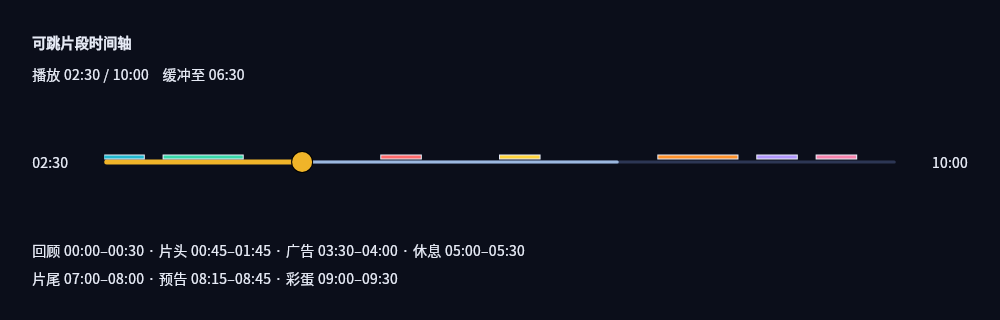 可跳片段时间轴
播放 02:30 / 10:00 缓冲至 06:30
02:30
10:00
回顾 00:00–00:30 · 片头 00:45–01:45 · 广告 03:30–04:00 · 休息 05:00–05:30
片尾 07:00–08:00 · 预告 08:15–08:45 · 彩蛋 09:00–09:30